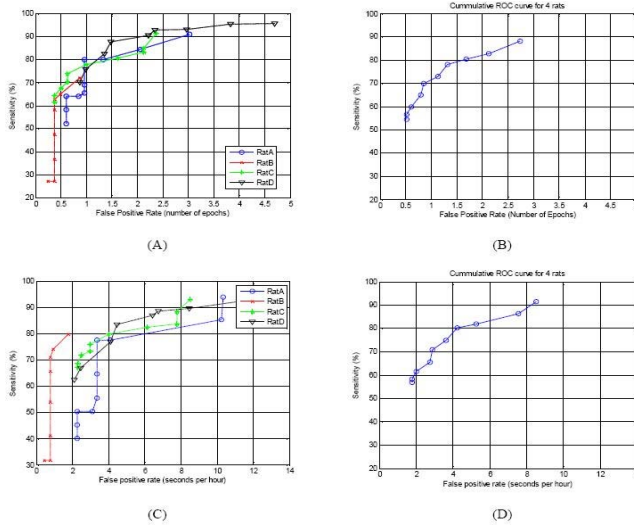 100
90
80
70
60
50
40
30
20
Sensitivity (%)
0.5 1 1.5 2 2.5 3 3.5 4 4.5 5
False Positive Rate (number of epochs)
RatA
RatB
RatC
RatD
(A)
Cummulative ROC curve for 4 rats
100
90
80
70
60
50
40
30
20
Sensitivity (%)
0 0.5 1 1.5 2 2.5 3 3.5 4 4.5
False Positive Rate (Number of Epochs)
(B)
100
90
80
70
60
50
40
30
Sensitivity (%)
0 2 4 6 8 10 12 14
False positive rate (seconds per hour)
RatA
RatB
RatC
RatD
(C)
Cummulative ROC curve for 4 rats
100
90
80
70
60
50
40
30
20
Sensitivity (%)
0 2 4 6 8 10 12
False positive rate (seconds per hour)
(D)